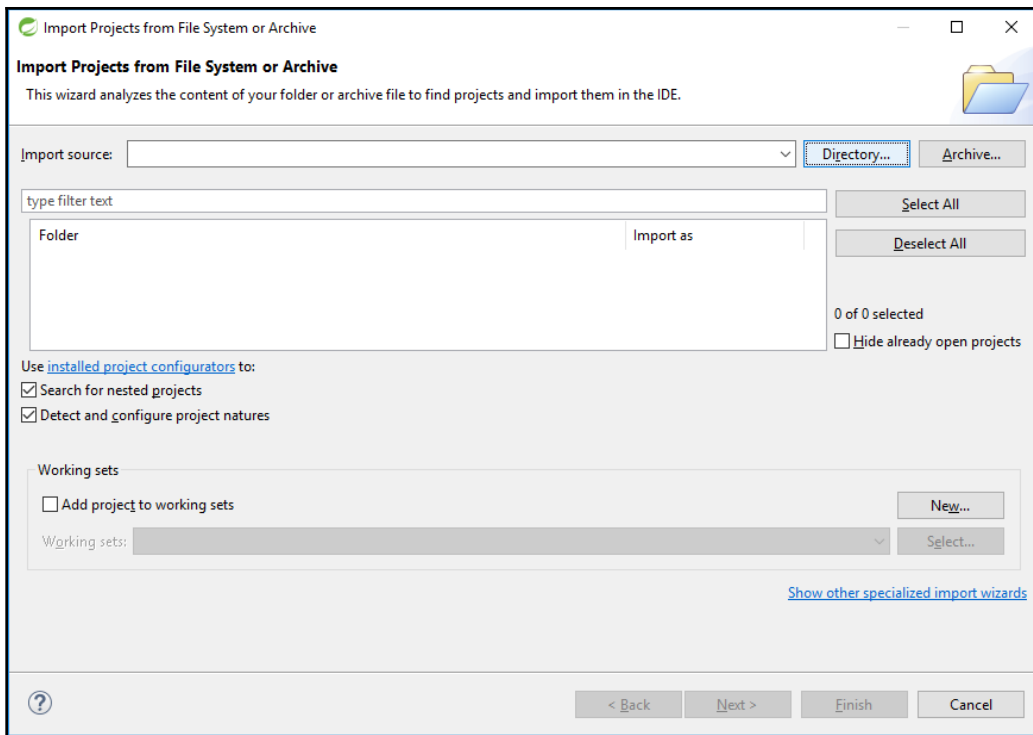 Import Projects from File System or Archive
Import Projects from File System or Archive
This wizard analyzes the content of your folder or archive file to find projects and import them in the IDE.
Import source: Directory... Archive...
type filter text Select All
Folder Import as
Deselect All
0 of 0 selected
Hide already open projects
Use installed project configurators to:
Search for nested projects
Detect and configure project natures
Working sets
Add project to working sets New...
Working sets: Select...
Show other specialized import wizards
? < Back Next > Finish Cancel